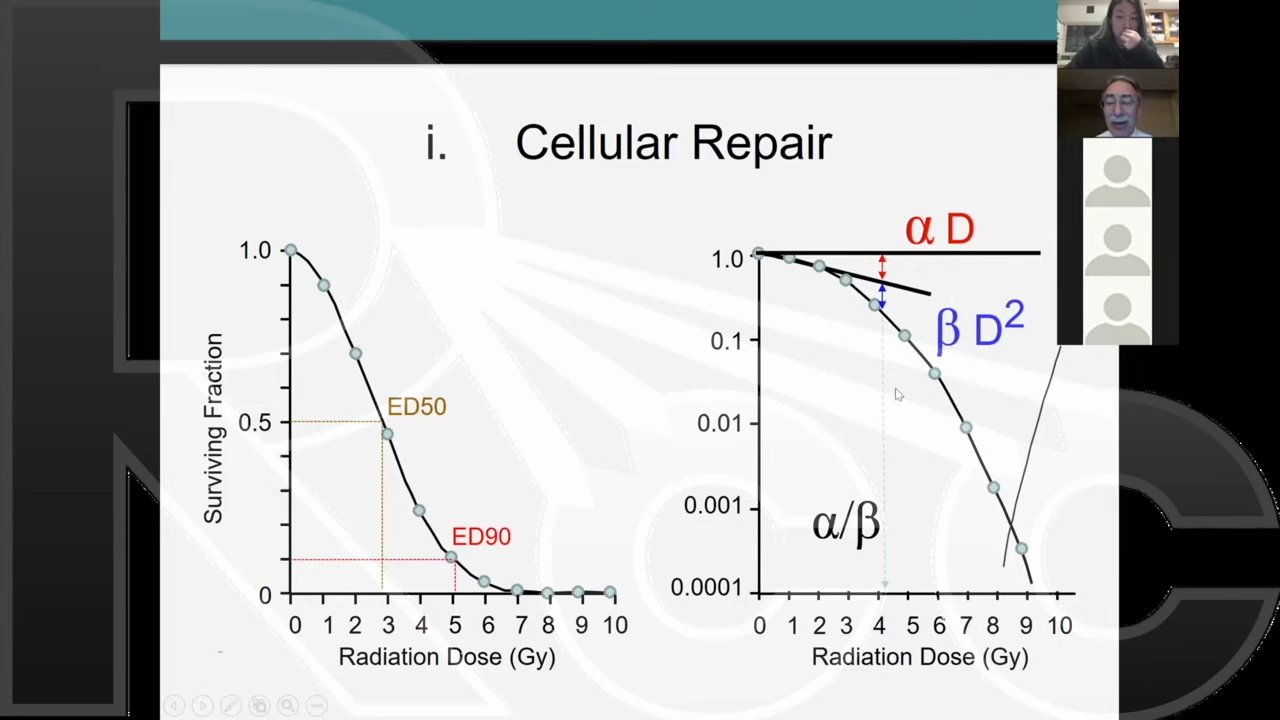 i. Cellular Repair
1.0
0.5
0
Surviving Fraction
ED50
ED90
0 1 2 3 4 5 6 7 8 9 10
Radiation Dose (Gy)
α D
β D²
α/β
1.0
0.1
0.01
0.001
0.0001
0 1 2 3 4 5 6 7 8 9 10
Radiation Dose (Gy)